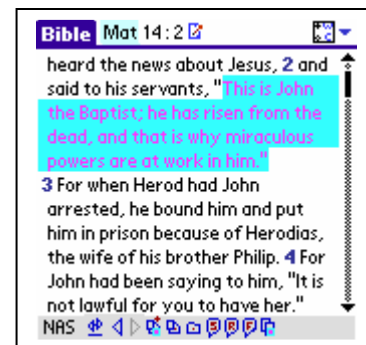 Bible Mat 14:2
heard the news about Jesus, 2 and
said to his servants, "This is John
the Baptist; he has risen from the
dead, and that is why miraculous
powers are at work in him."
3 For when Herod had John
arrested, he bound him and put
him in prison because of Herodias,
the wife of his brother Philip. 4 For
John had been saying to him, "It is
not lawful for you to have her."
NAS